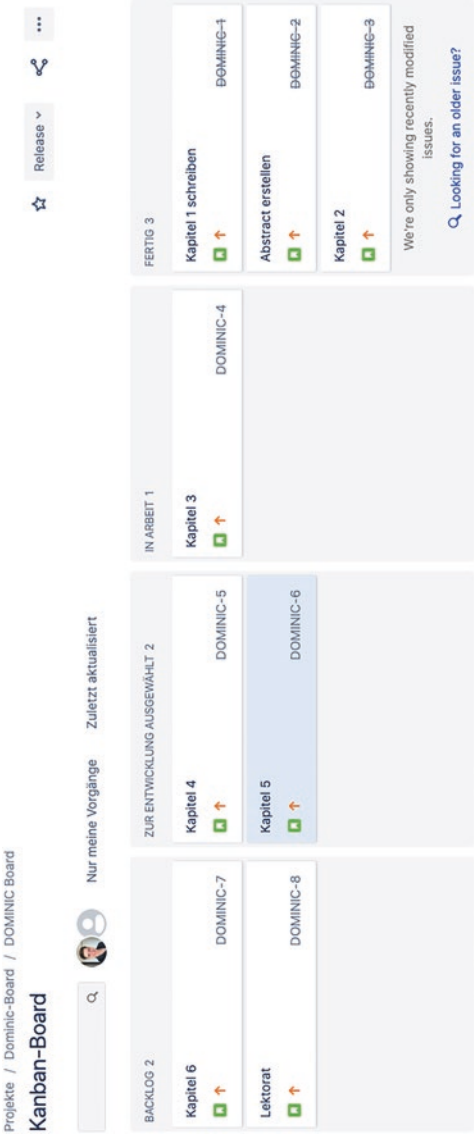 Projekte / Dominic-Board / DOMINIC Board
Kanban-Board
Release
Nur meine Vorgänge
Zuletzt aktualisiert
BACKLOG 2
Kapitel 6
DOMINIC-7
Lektorat
DOMINIC-8
ZUR ENTWICKLUNG AUSGEWÄHLT 2
Kapitel 4
DOMINIC-5
Kapitel 5
DOMINIC-6
IN ARBEIT 1
Kapitel 3
DOMINIC-4
FERTIG 3
Kapitel 1 schreiben
DOMINIC-1
Abstract erstellen
DOMINIC-2
Kapitel 2
DOMINIC-3
We're only showing recently modified
issues.
Looking for an older issue?